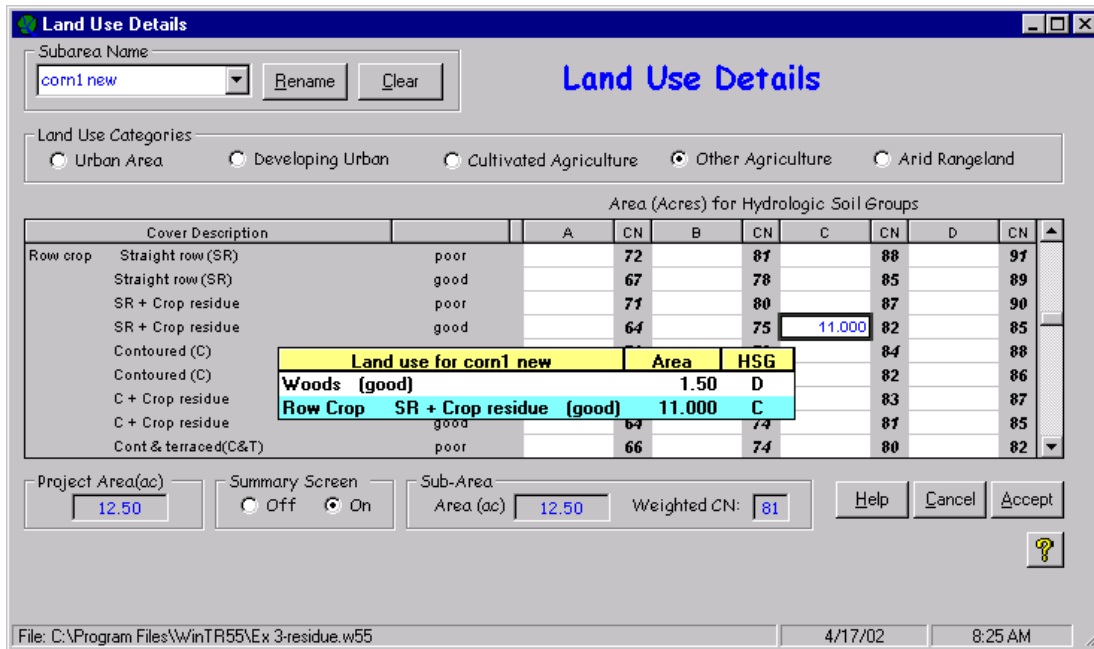 Land Use Details
Subarea Name
corn1 new
Rename Clear
Land Use Details
Land Use Categories
Urban Area Developing Urban Cultivated Agriculture Other Agriculture Arid Rangeland
Area (Acres) for Hydrologic Soil Groups
Cover Description A CN B CN C CN D CN
Row crop Straight row (SR) poor 72 81 88 91
Straight row (SR) good 67 78 85 89
SR + Crop residue poor 71 80 87 90
SR + Crop residue good 64 75 11.000 82 85
Contoured (C) 84 88
Contoured (C) 82 86
C + Crop residue 83 87
C + Crop residue good 64 74 81 85
Cont & terraced(C&T) poor 66 74 80 82
Land use for corn1 new Area HSG
Woods (good) 1.50 D
Row Crop SR + Crop residue (good) 11.000 C
Project Area(ac)
12.50
Summary Screen
Off On
Sub-Area
Area (ac) 12.50 Weighted CN: 81
Help Cancel Accept
?
File: C:\Program Files\WinTR55\Ex 3-residue.w55 4/17/02 8:25 AM